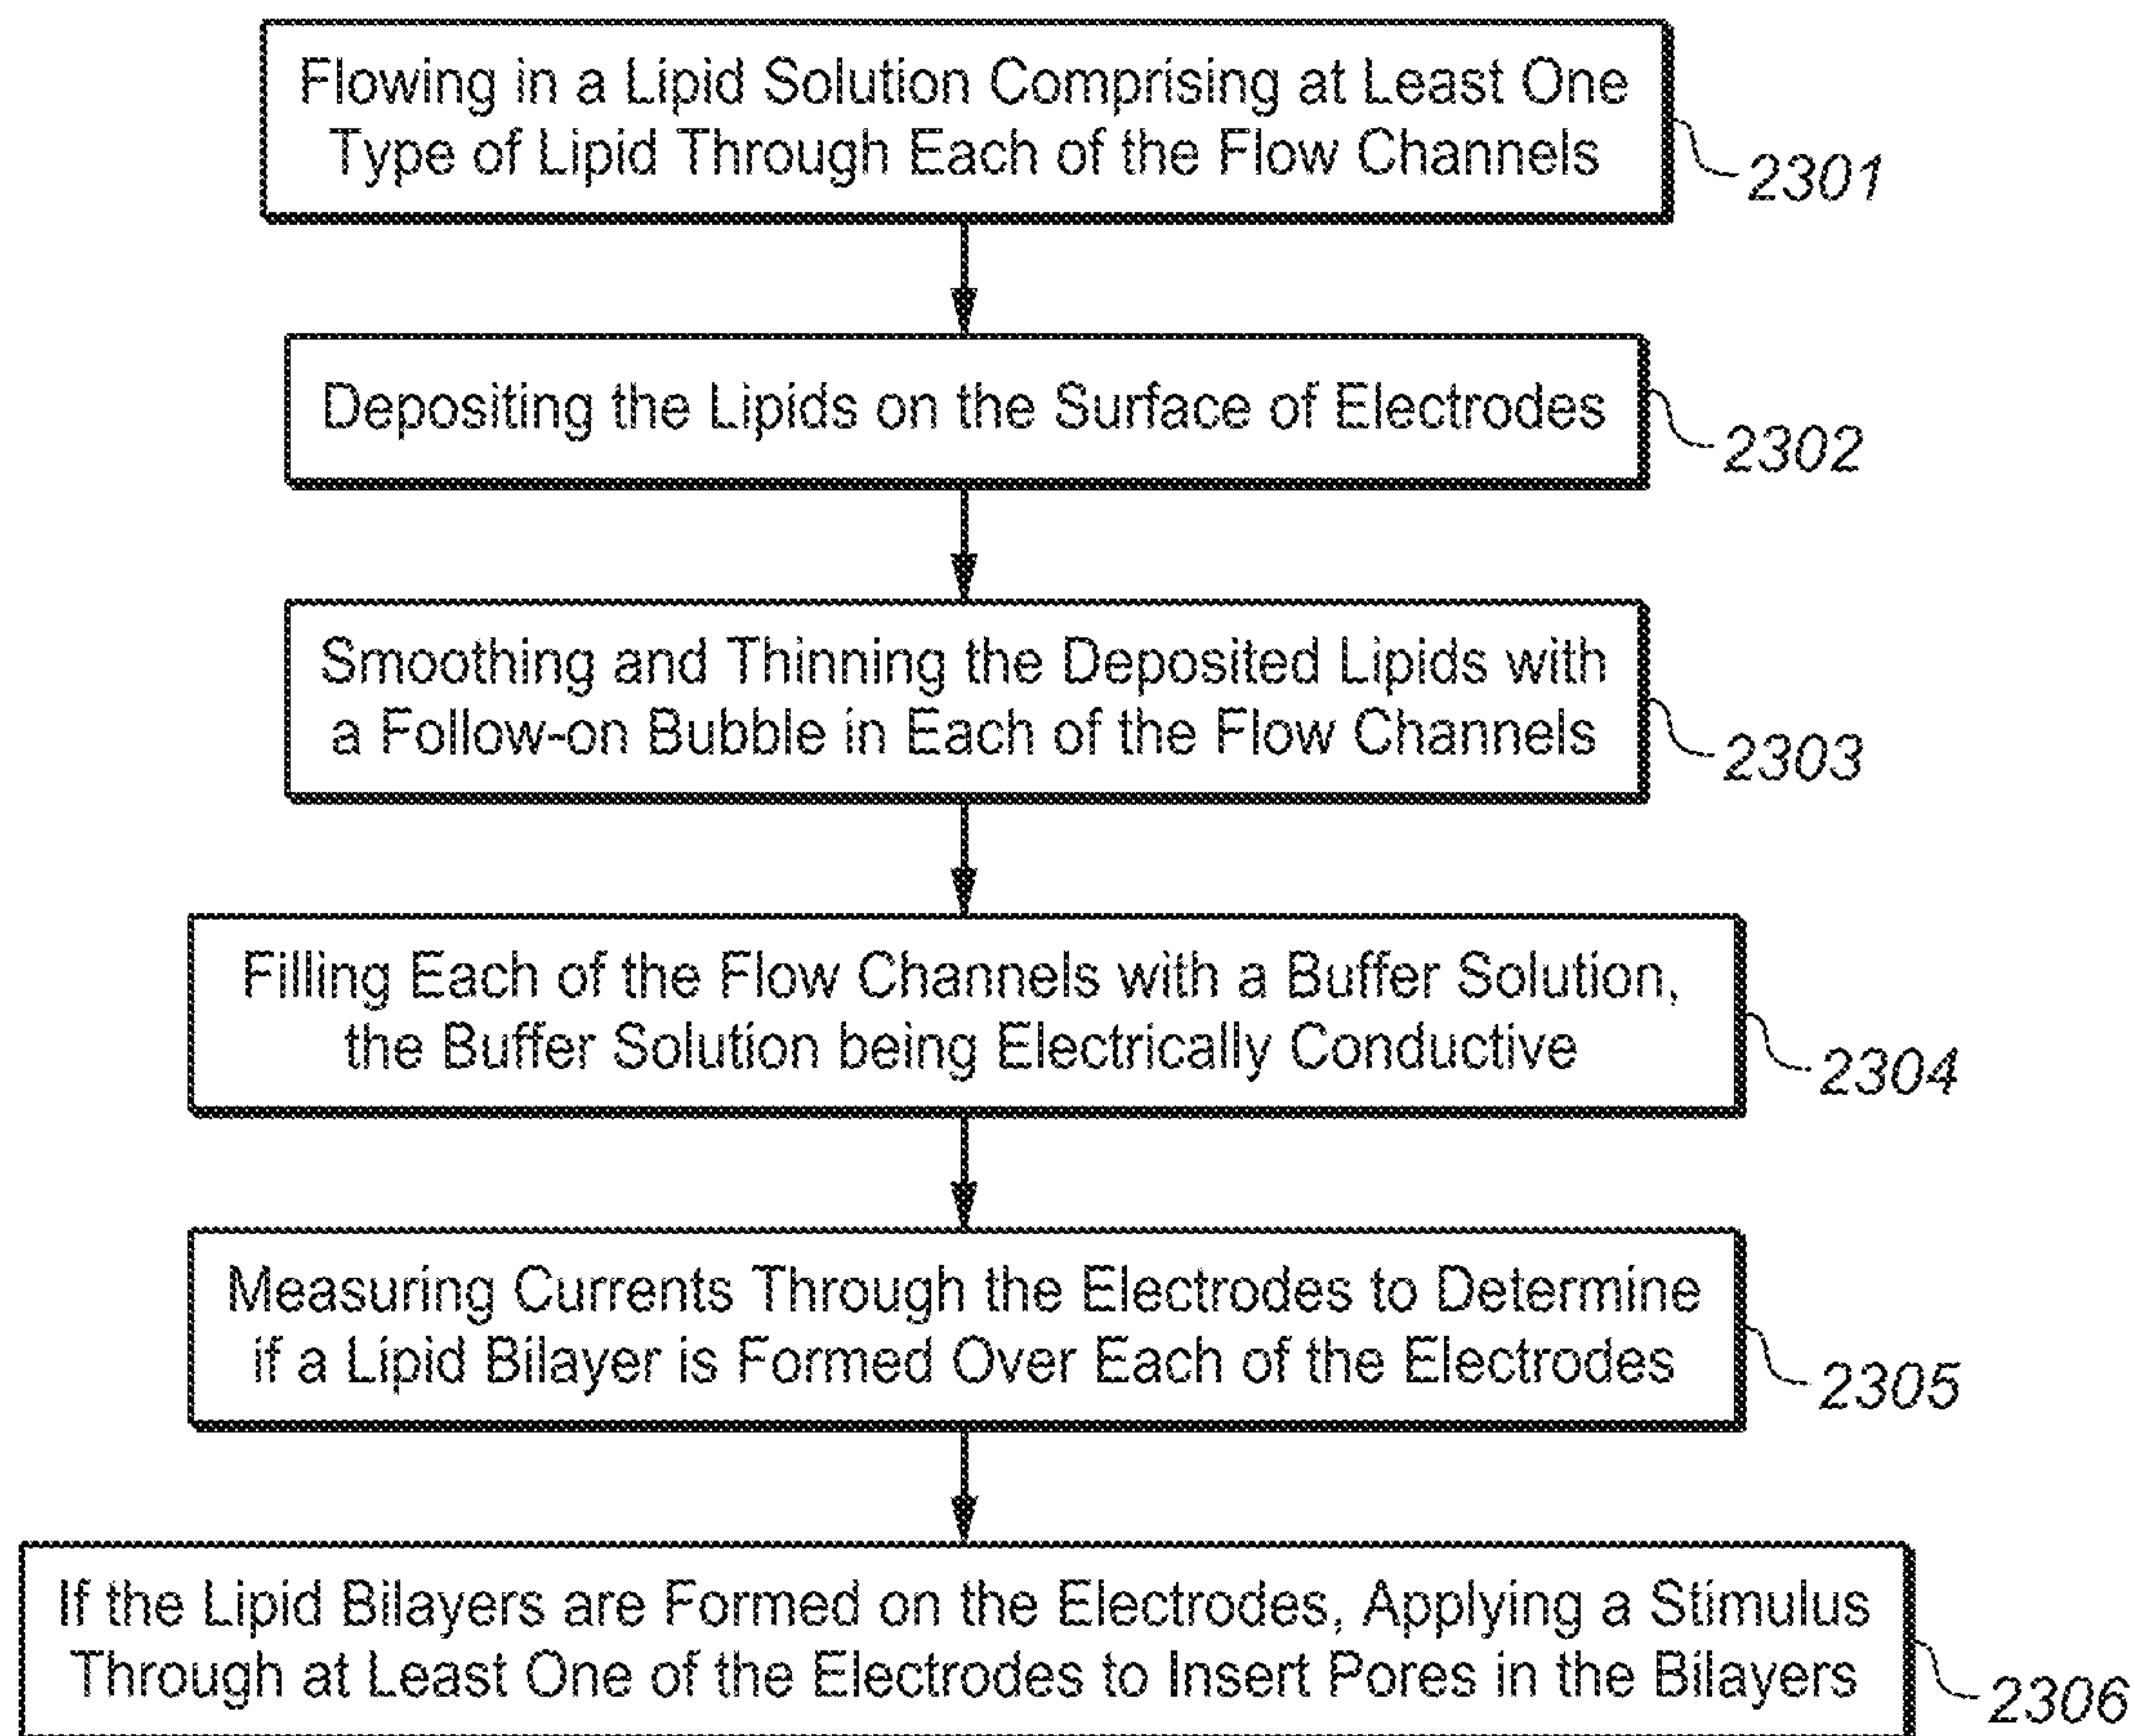 Flowing in a Lipid Solution Comprising at Least One
Type of Lipid Through Each of the Flow Channels
2301
Depositing the Lipids on the Surface of Electrodes
2302
Smoothing and Thinning the Deposited Lipids with
a Follow-on Bubble in Each of the Flow Channels
2303
Filling Each of the Flow Channels with a Buffer Solution,
the Buffer Solution being Electrically Conductive
2304
Measuring Currents Through the Electrodes to Determine
if a Lipid Bilayer is Formed Over Each of the Electrodes
2305
If the Lipid Bilayers are Formed on the Electrodes, Applying a Stimulus
Through at Least One of the Electrodes to Insert Pores in the Bilayers
2306